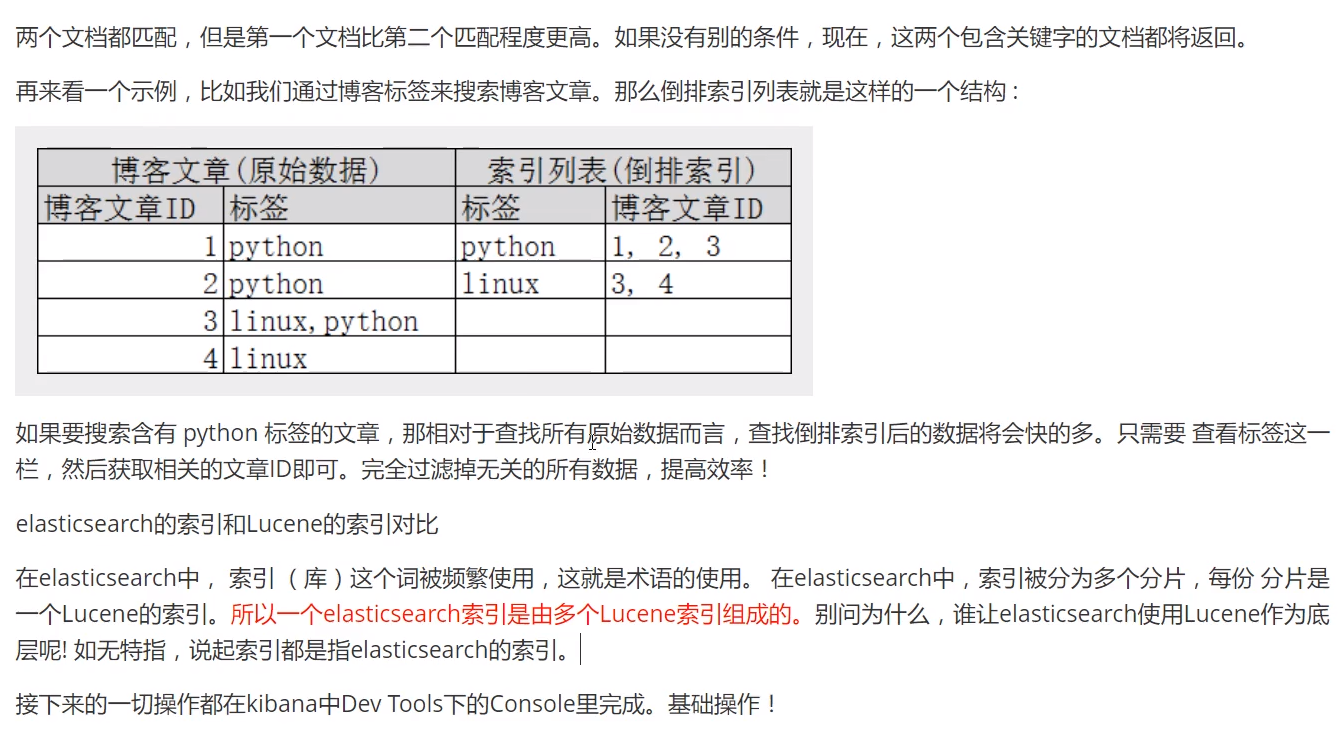 两个文档都匹配，但是第一个文档比第二个匹配程度更高。如果没有别的条件，现在，这两个包含关键字的文档都将返回。
再来看一个示例，比如我们通过博客标签来搜索博客文章。那么倒排索引列表就是这样的一个结构：
博客文章(原始数据) 索引列表(倒排索引)
博客文章ID 标签 标签 博客文章ID
1 python python 1, 2, 3
2 python linux 3, 4
3 linux,python
4 linux
如果要搜索含有 python 标签的文章，那相对于查找所有原始数据而言，查找倒排索引后的数据将会快的多。只需要 查看标签这一
栏，然后获取相关的文章ID即可。完全过滤掉无关的所有数据，提高效率！
elasticsearch的索引和Lucene的索引对比
在elasticsearch中， 索引 （库）这个词被频繁使用，这就是术语的使用。 在elasticsearch中，索引被分为多个分片，每份 分片是
一个Lucene的索引。所以一个elasticsearch索引是由多个Lucene索引组成的。别问为什么，谁让elasticsearch使用Lucene作为底
层呢! 如无特指，说起索引都是指elasticsearch的索引。
接下来的一切操作都在kibana中Dev Tools下的Console里完成。基础操作！